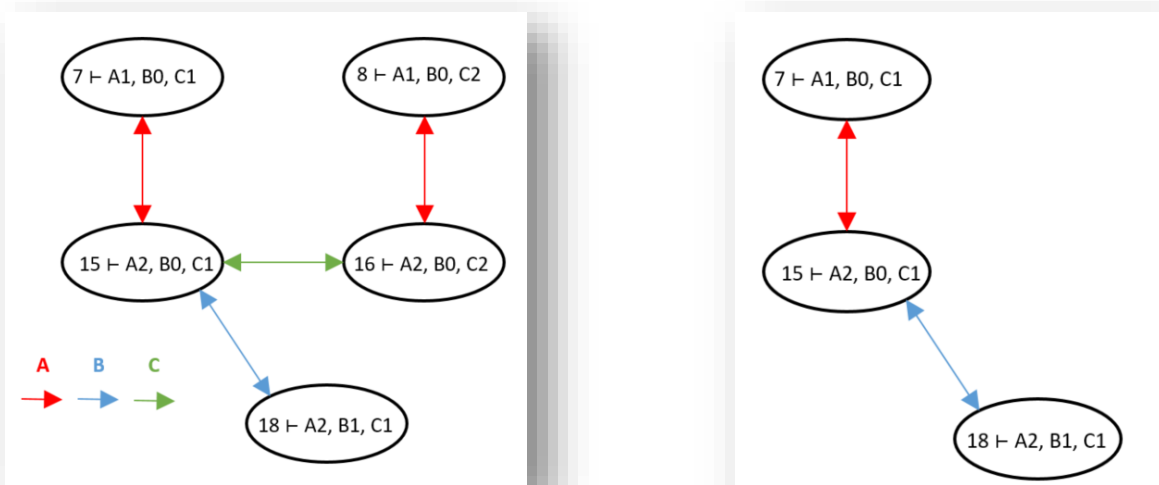 7 ⊢ A1, B0, C1
8 ⊢ A1, B0, C2
15 ⊢ A2, B0, C1
16 ⊢ A2, B0, C2
A B C
18 ⊢ A2, B1, C1
7 ⊢ A1, B0, C1
15 ⊢ A2, B0, C1
18 ⊢ A2, B1, C1